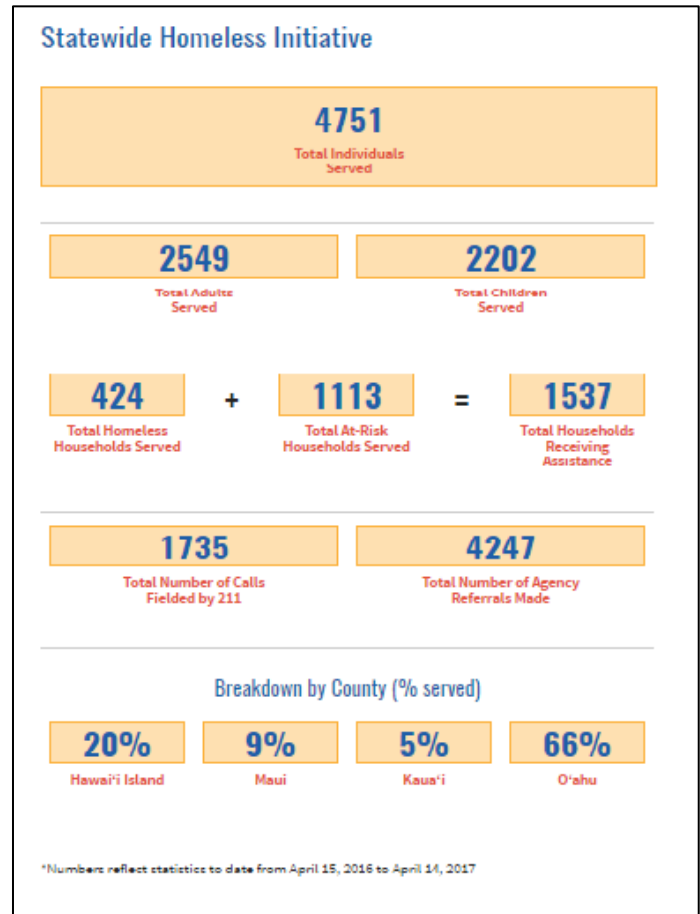 Statewide Homeless Initiative
4751
Total Individuals
Served
2549 2202
Total Adults Total Children
Served Served
424 + 1113 = 1537
Total Homeless Total At-Risk Total Households
Households Served Households Served Receiving
Assistance
1735 4247
Total Number of Calls Total Number of Agency
Fielded by 211 Referrals Made
Breakdown by County (% served)
20% 9% 5% 66%
Hawaiʻi Island Maui Kauaʻi Oʻahu
*Numbers reflect statistics to date from April 15, 2016 to April 14, 2017